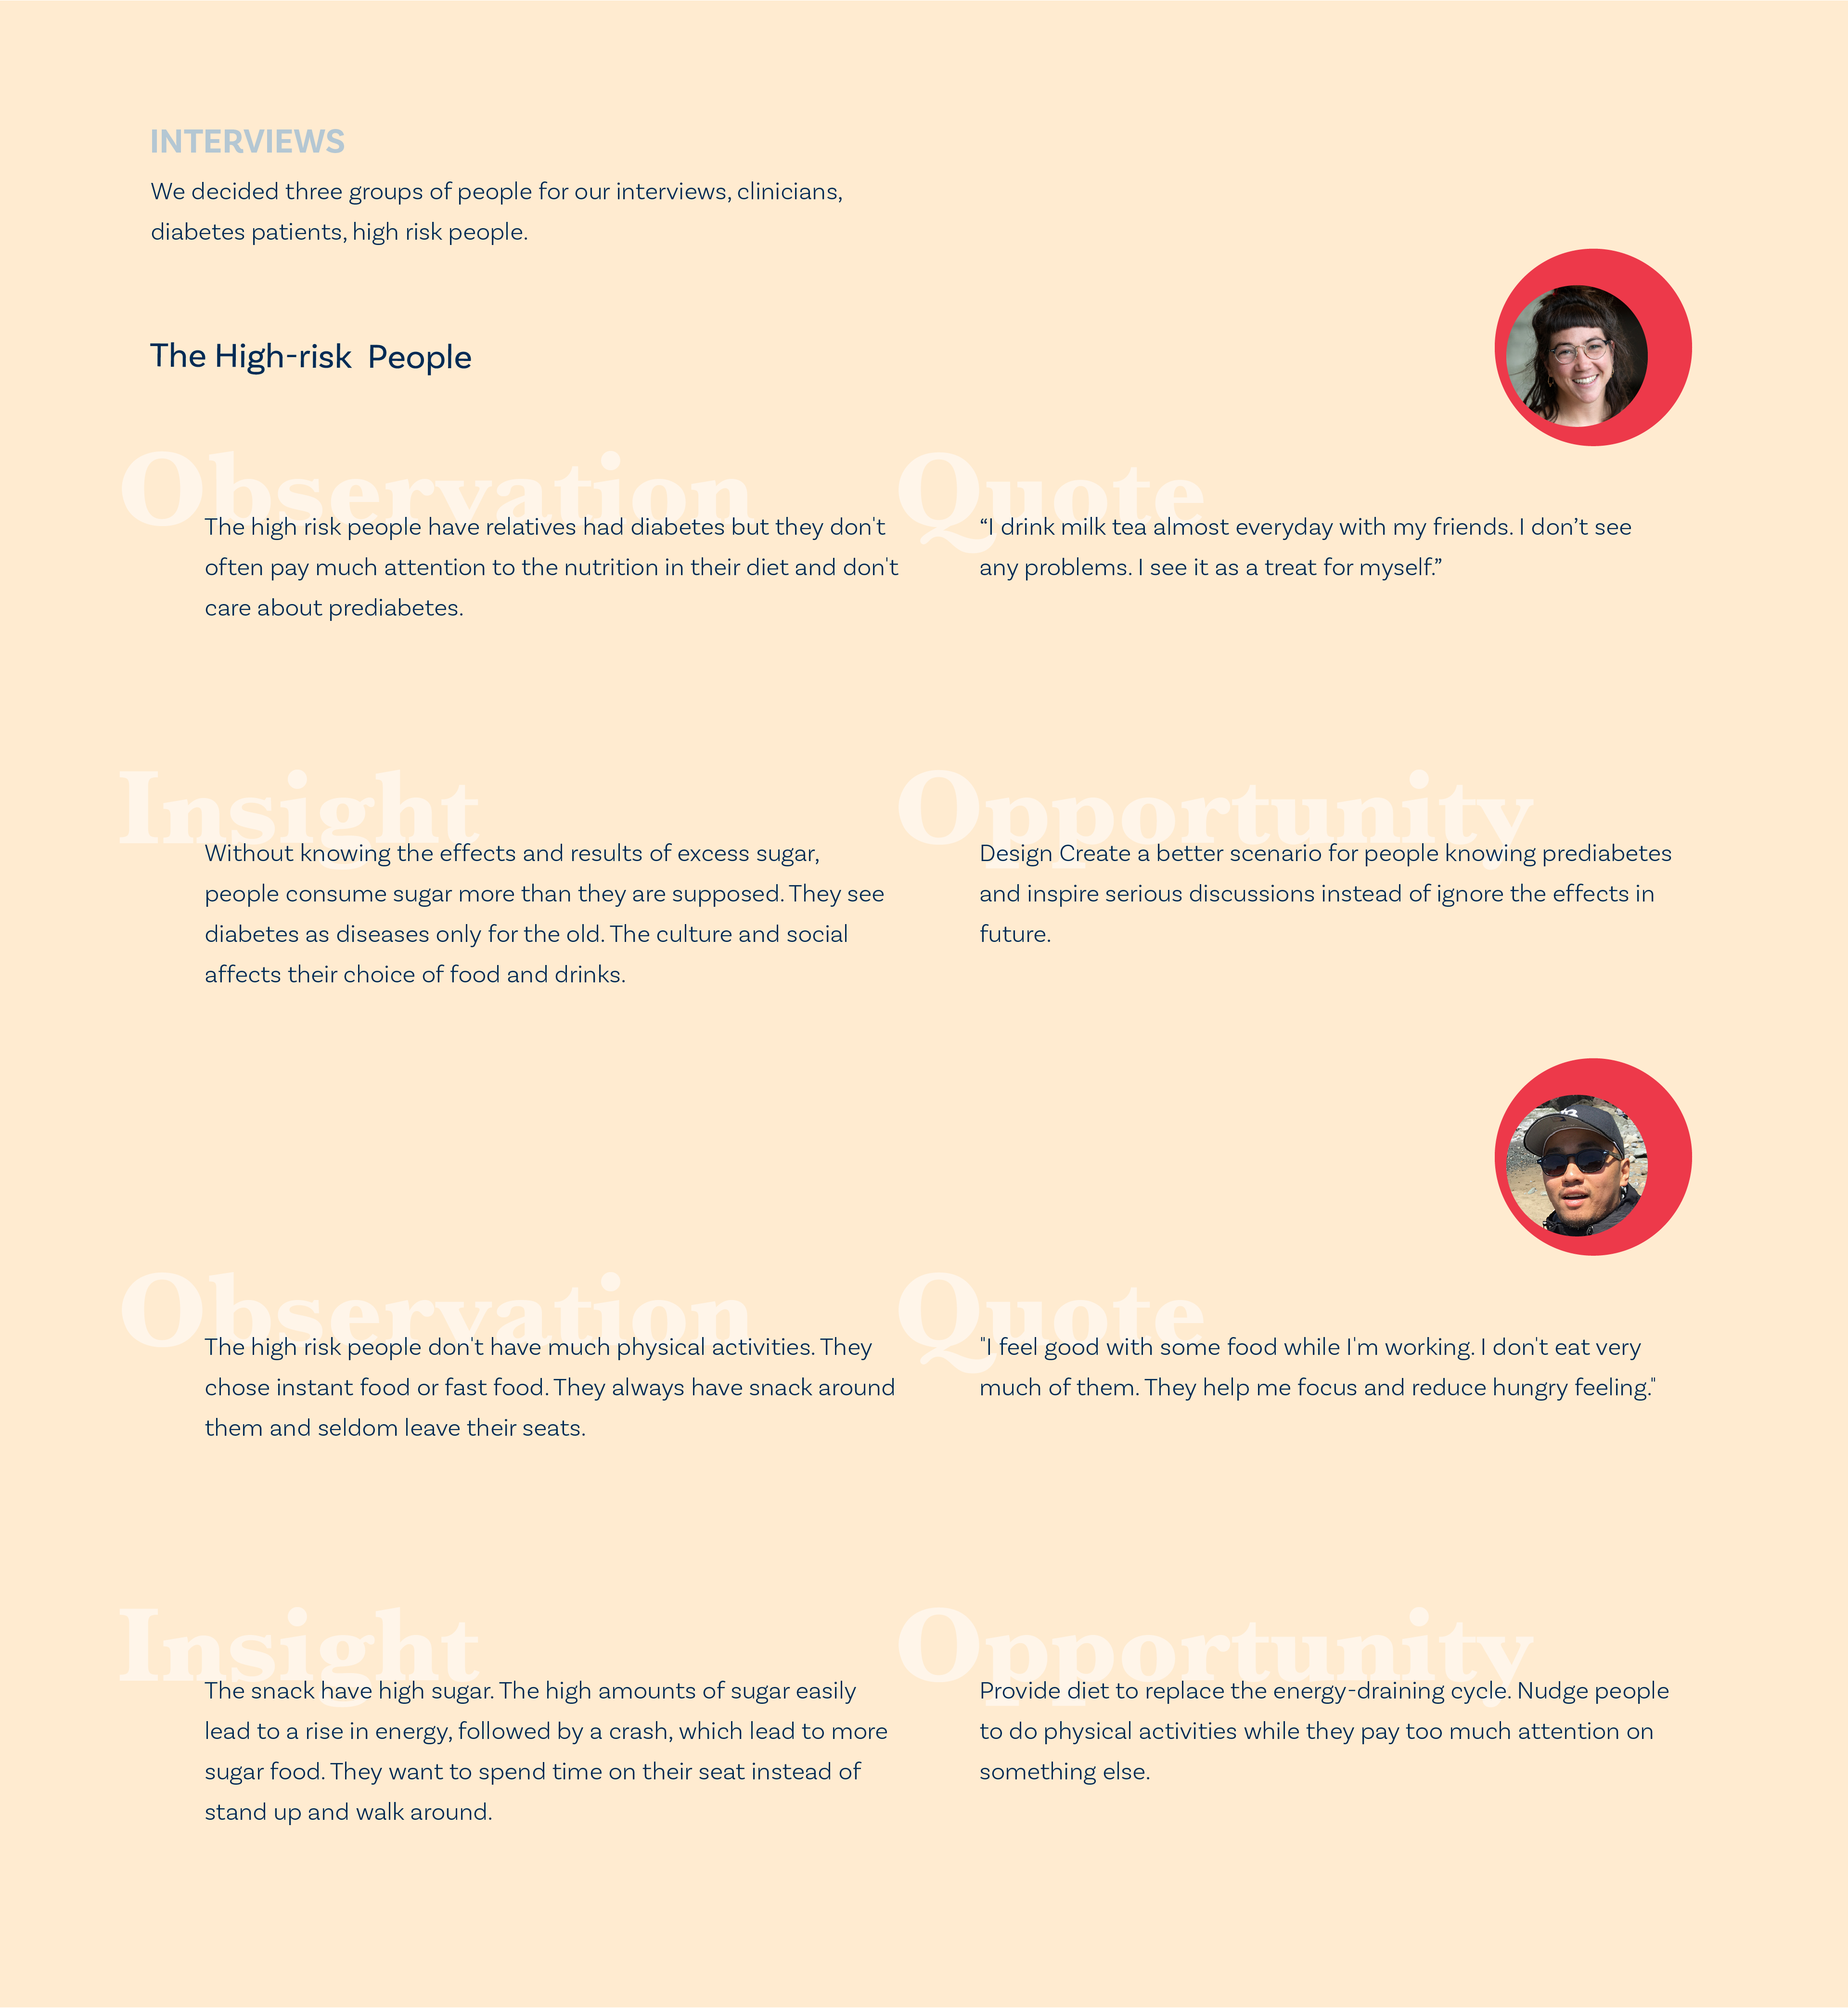 INTERVIEWS
We decided three groups of people for our interviews, clinicians,
diabetes patients, high risk people.
The High-risk  People
Observation
The high risk people have relatives had diabetes but they don't
often pay much attention to the nutrition in their diet and don't
care about prediabetes.
Quote
“I drink milk tea almost everyday with my friends. I don’t see
any problems. I see it as a treat for myself.”
Insight
Without knowing the effects and results of excess sugar,
people consume sugar more than they are supposed. They see
diabetes as diseases only for the old. The culture and social
affects their choice of food and drinks.
Opportunity
Design Create a better scenario for people knowing prediabetes
and inspire serious discussions instead of ignore the effects in
future.
Observation
The high risk people don't have much physical activities. They
chose instant food or fast food. They always have snack around
them and seldom leave their seats.
Quote
"I feel good with some food while I'm working. I don't eat very
much of them. They help me focus and reduce hungry feeling."
Insight
The snack have high sugar. The high amounts of sugar easily
lead to a rise in energy, followed by a crash, which lead to more
sugar food. They want to spend time on their seat instead of
stand up and walk around.
Opportunity
Provide diet to replace the energy-draining cycle. Nudge people
to do physical activities while they pay too much attention on
something else.